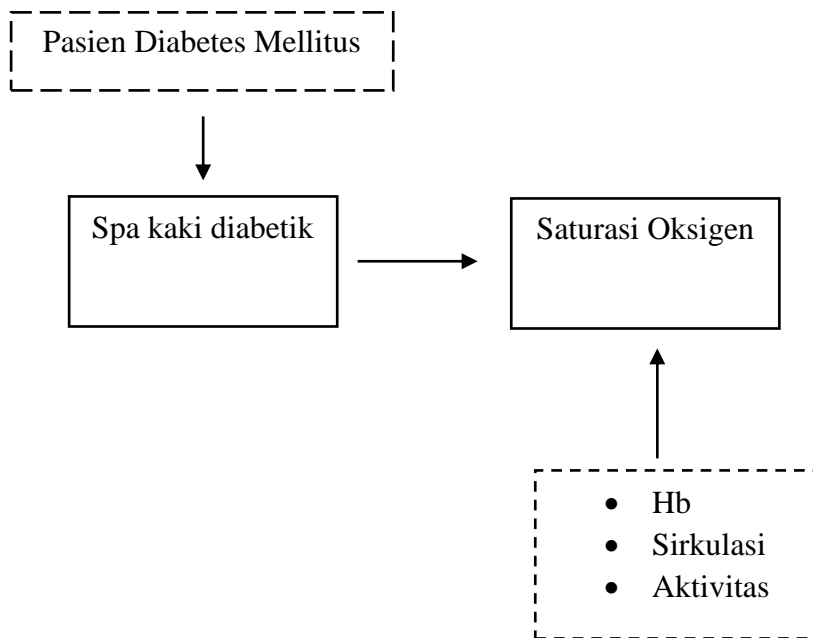 Pasien Diabetes Mellitus
Spa kaki diabetik
Saturasi Oksigen
• Hb
• Sirkulasi
• Aktivitas